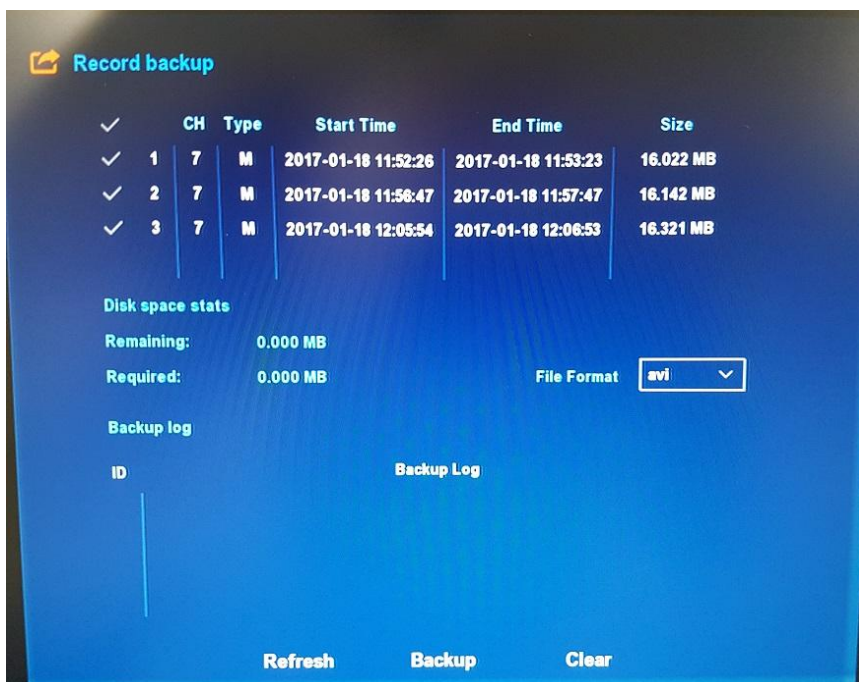 Record backup
CH Type Start Time End Time Size
1 7 M 2017-01-18 11:52:26 2017-01-18 11:53:23 16.022 MB
2 7 M 2017-01-18 11:56:47 2017-01-18 11:57:47 16.142 MB
3 7 M 2017-01-18 12:05:54 2017-01-18 12:06:53 16.321 MB
Disk space stats
Remaining: 0.000 MB
Required: 0.000 MB File Format avi
Backup log
ID Backup Log
Refresh Backup Clear